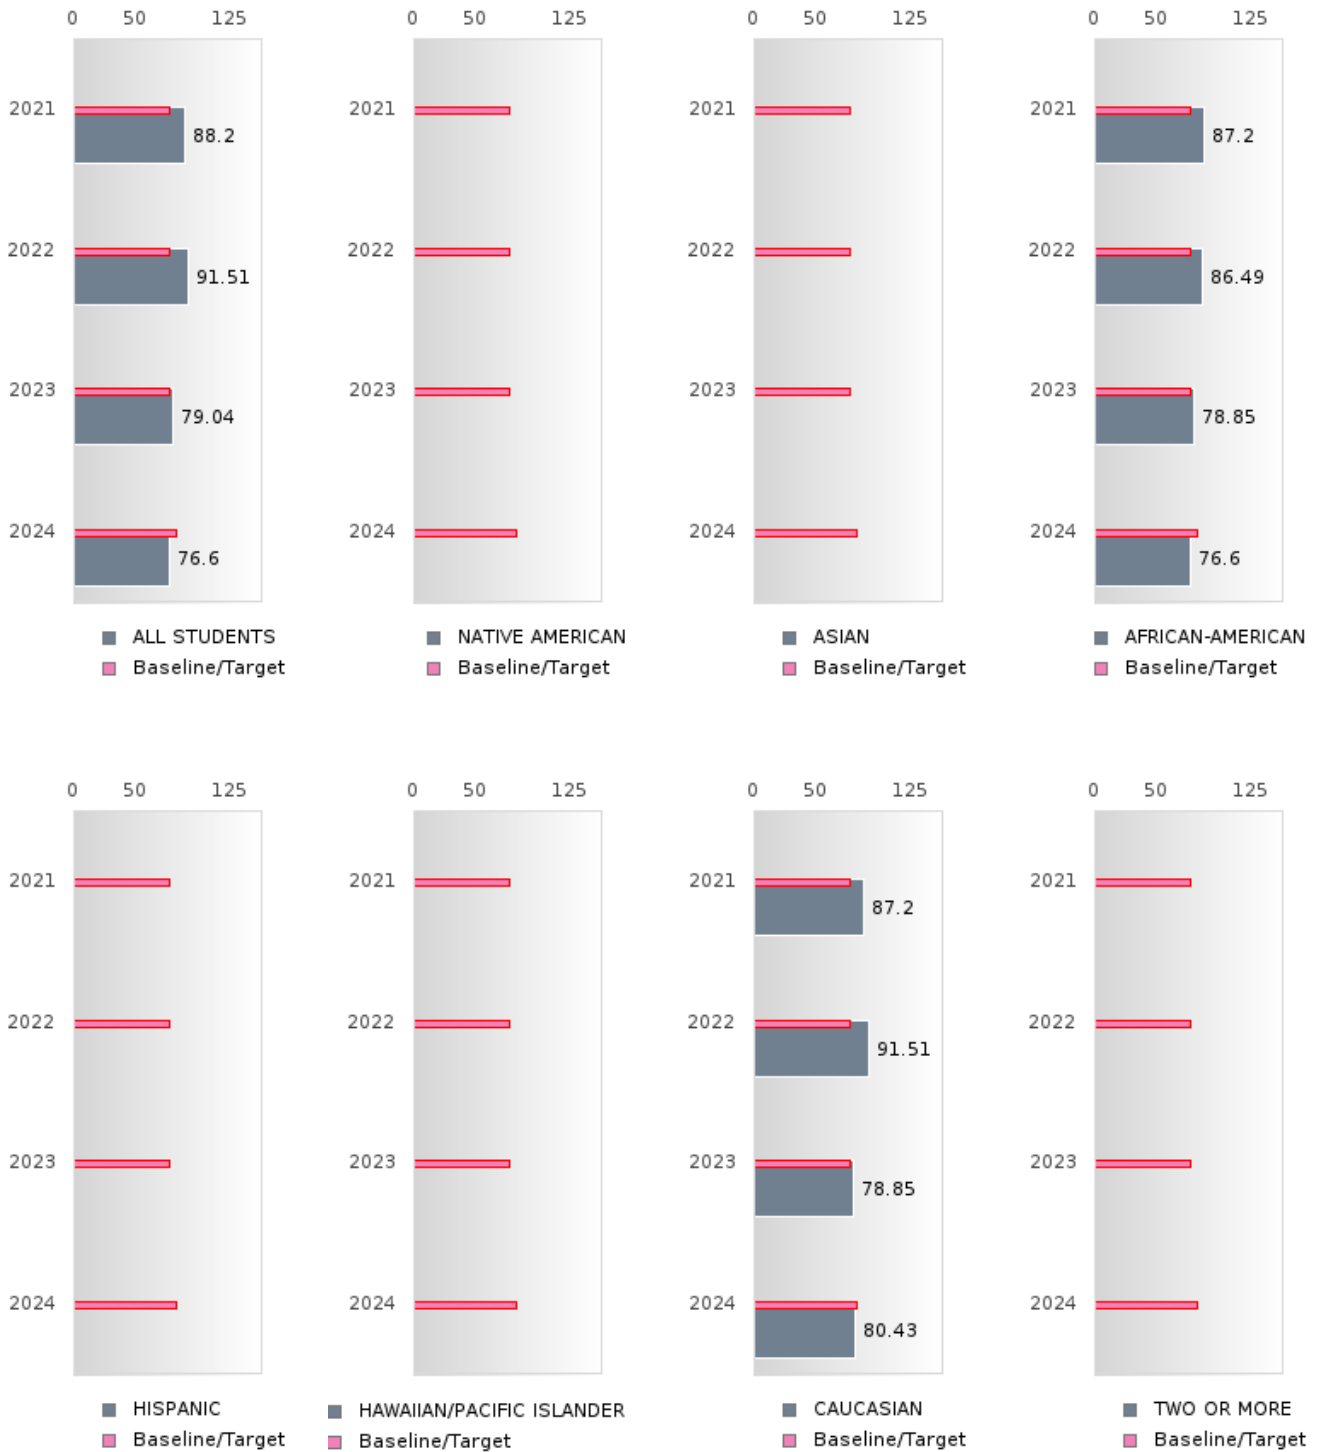 0 50 125 0 50 125 0 50 125 0 50 125
2021 88.2 2021 2021 2021 87.2
2022 91.51 2022 2022 2022 86.49
2023 79.04 2023 2023 2023 78.85
2024 76.6 2024 2024 2024 76.6
ALL STUDENTS NATIVE AMERICAN ASIAN AFRICAN-AMERICAN
Baseline/Target Baseline/Target Baseline/Target Baseline/Target
0 50 125 0 50 125 0 50 125 0 50 125
2021 2021 2021 87.2 2021
2022 2022 2022 91.51 2022
2023 2023 2023 78.85 2023
2024 2024 2024 80.43 2024
HISPANIC HAWAIIAN/PACIFIC ISLANDER CAUCASIAN TWO OR MORE
Baseline/Target Baseline/Target Baseline/Target Baseline/Target